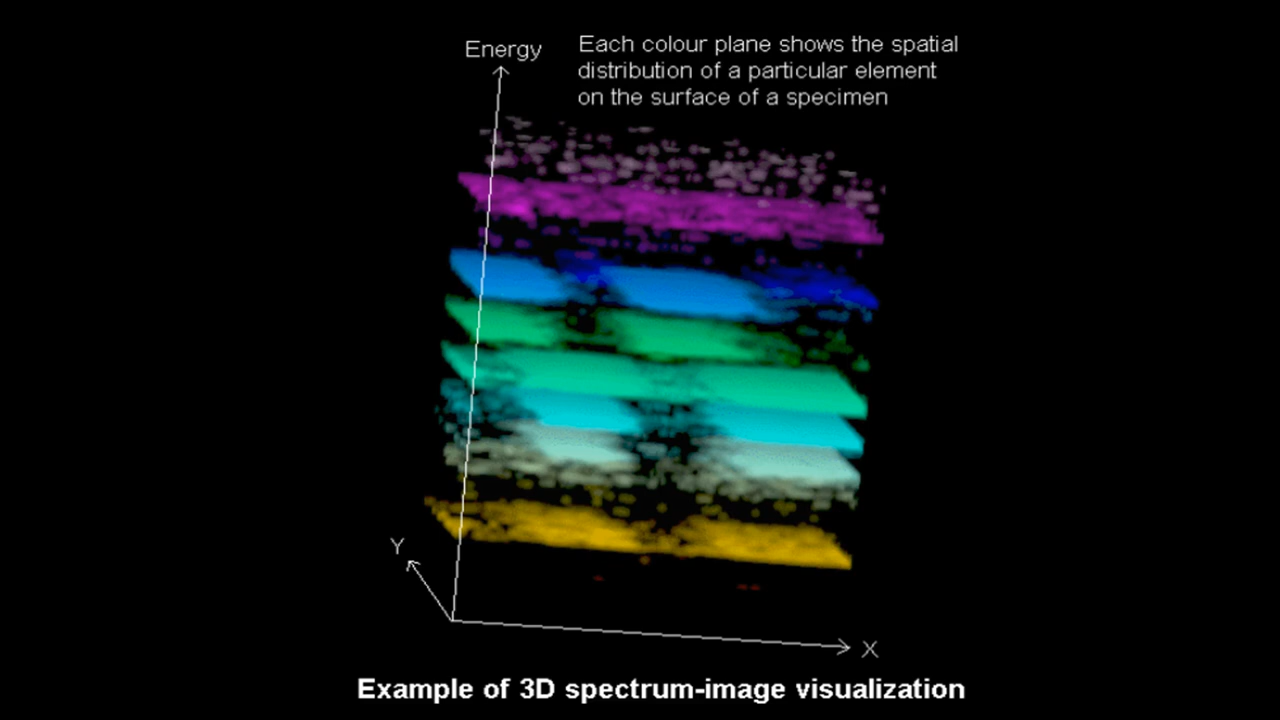 Energy
Each colour plane shows the spatial
distribution of a particular element
on the surface of a specimen
Y
X
Example of 3D spectrum-image visualization